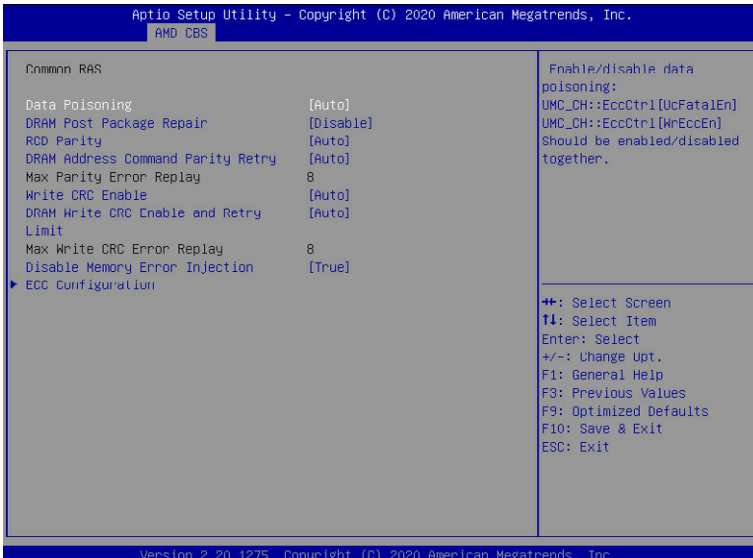 Aptio Setup Utility – Copyright (C) 2020 American Megatrends, Inc.
AMD CBS
Common RAS
Data Poisoning [Auto]
DRAM Post Package Repair [Disable]
RCD Parity [Auto]
DRAM Address Command Parity Retry [Auto]
Max Parity Error Replay 8
Write CRC Enable [Auto]
DRAM Write CRC Enable and Retry [Auto]
Limit
Max Write CRC Error Replay 8
Disable Memory Error Injection [True]
ECC Configuration
Enable/disable data
poisoning:
UMC_CH::EccCtrl[UcFatalEn]
UMC_CH::EccCtrl[WrEccEn]
Should be enabled/disabled
together.
→←: Select Screen
↑↓: Select Item
Enter: Select
+/-: Change Opt.
F1: General Help
F3: Previous Values
F9: Optimized Defaults
F10: Save & Exit
ESC: Exit
Version 2.20.1275. Copyright (C) 2020 American Megatrends, Inc.